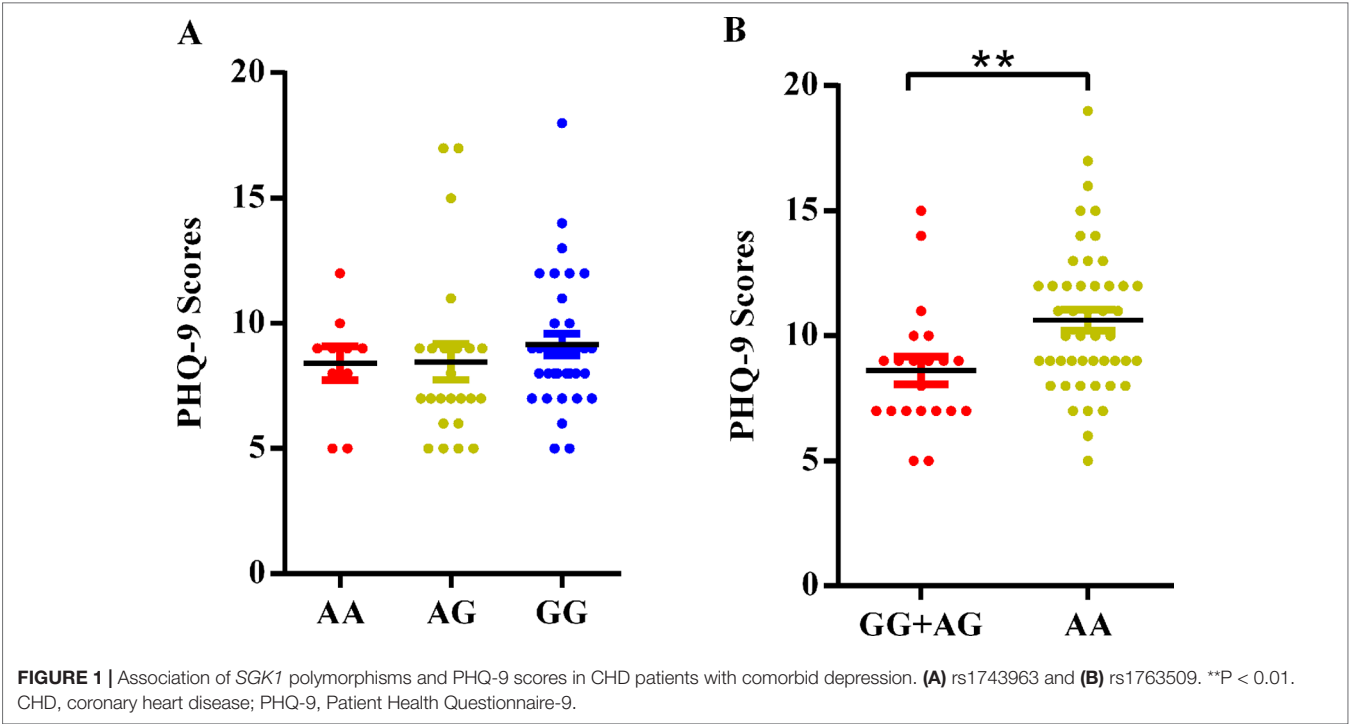 A
20
15
10
5
0
PHQ-9 Scores
AA AG GG
B
**
20
15
10
5
0
PHQ-9 Scores
GG+AG AA
FIGURE 1 | Association of SGK1 polymorphisms and PHQ-9 scores in CHD patients with comorbid depression. (A) rs1743963 and (B) rs1763509. **P < 0.01.
CHD, coronary heart disease; PHQ-9, Patient Health Questionnaire-9.